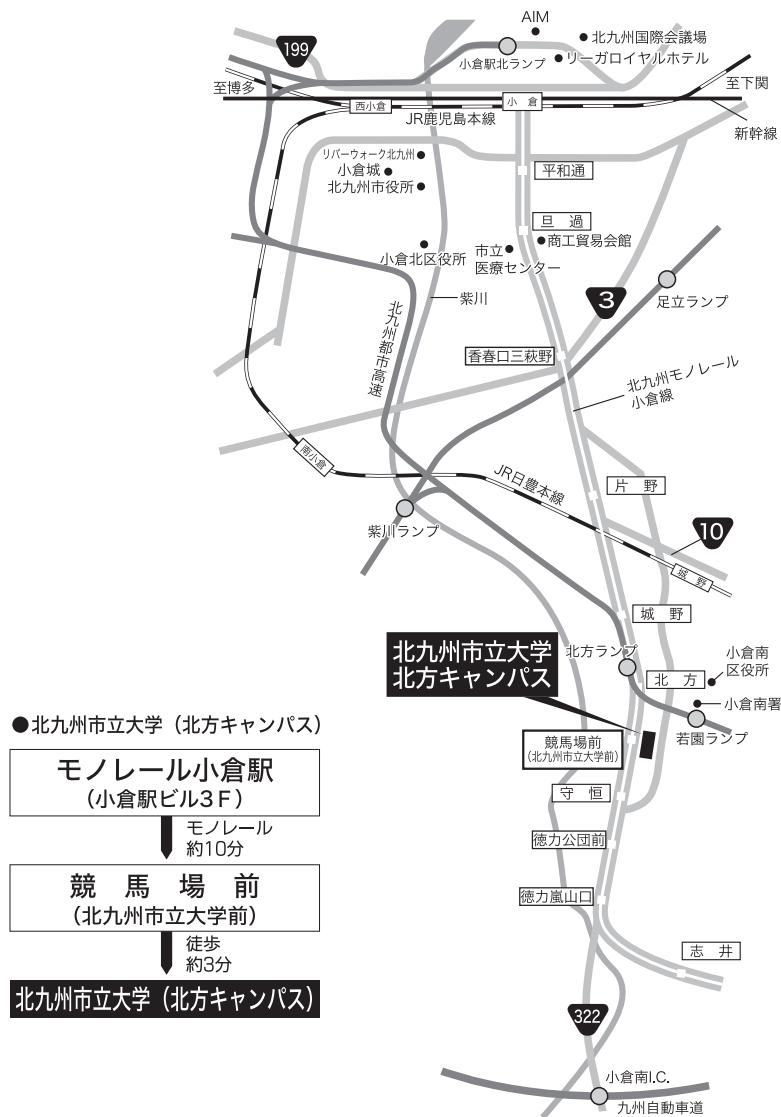 AIM
199
北九州国際会議場
小倉駅北ランプ
リーガロイヤルホテル
至博多
至下関
西小倉
小倉
JR鹿児島本線
新幹線
リバーウォーク北九州
小倉城
北九州市役所
平和通
旦過
商工貿易会館
市立
医療センター
小倉北区役所
紫川
3
足立ランプ
北九州都市高速
香春口三萩野
北九州モノレール
小倉線
南小倉
JR日豊本線
片野
紫川ランプ
10
城野
城野
北九州市立大学
北方キャンパス
北方ランプ
小倉南
区役所
北方
小倉南署
若園ランプ
競馬場前
(北九州市立大学前)
守恒
徳力公団前
徳力嵐山口
志井
322
小倉南I.C.
九州自動車道
●北九州市立大学（北方キャンパス）
モノレール小倉駅
(小倉駅ビル3F)
モノレール
約10分
競馬場前
(北九州市立大学前)
徒歩
約3分
北九州市立大学（北方キャンパス）